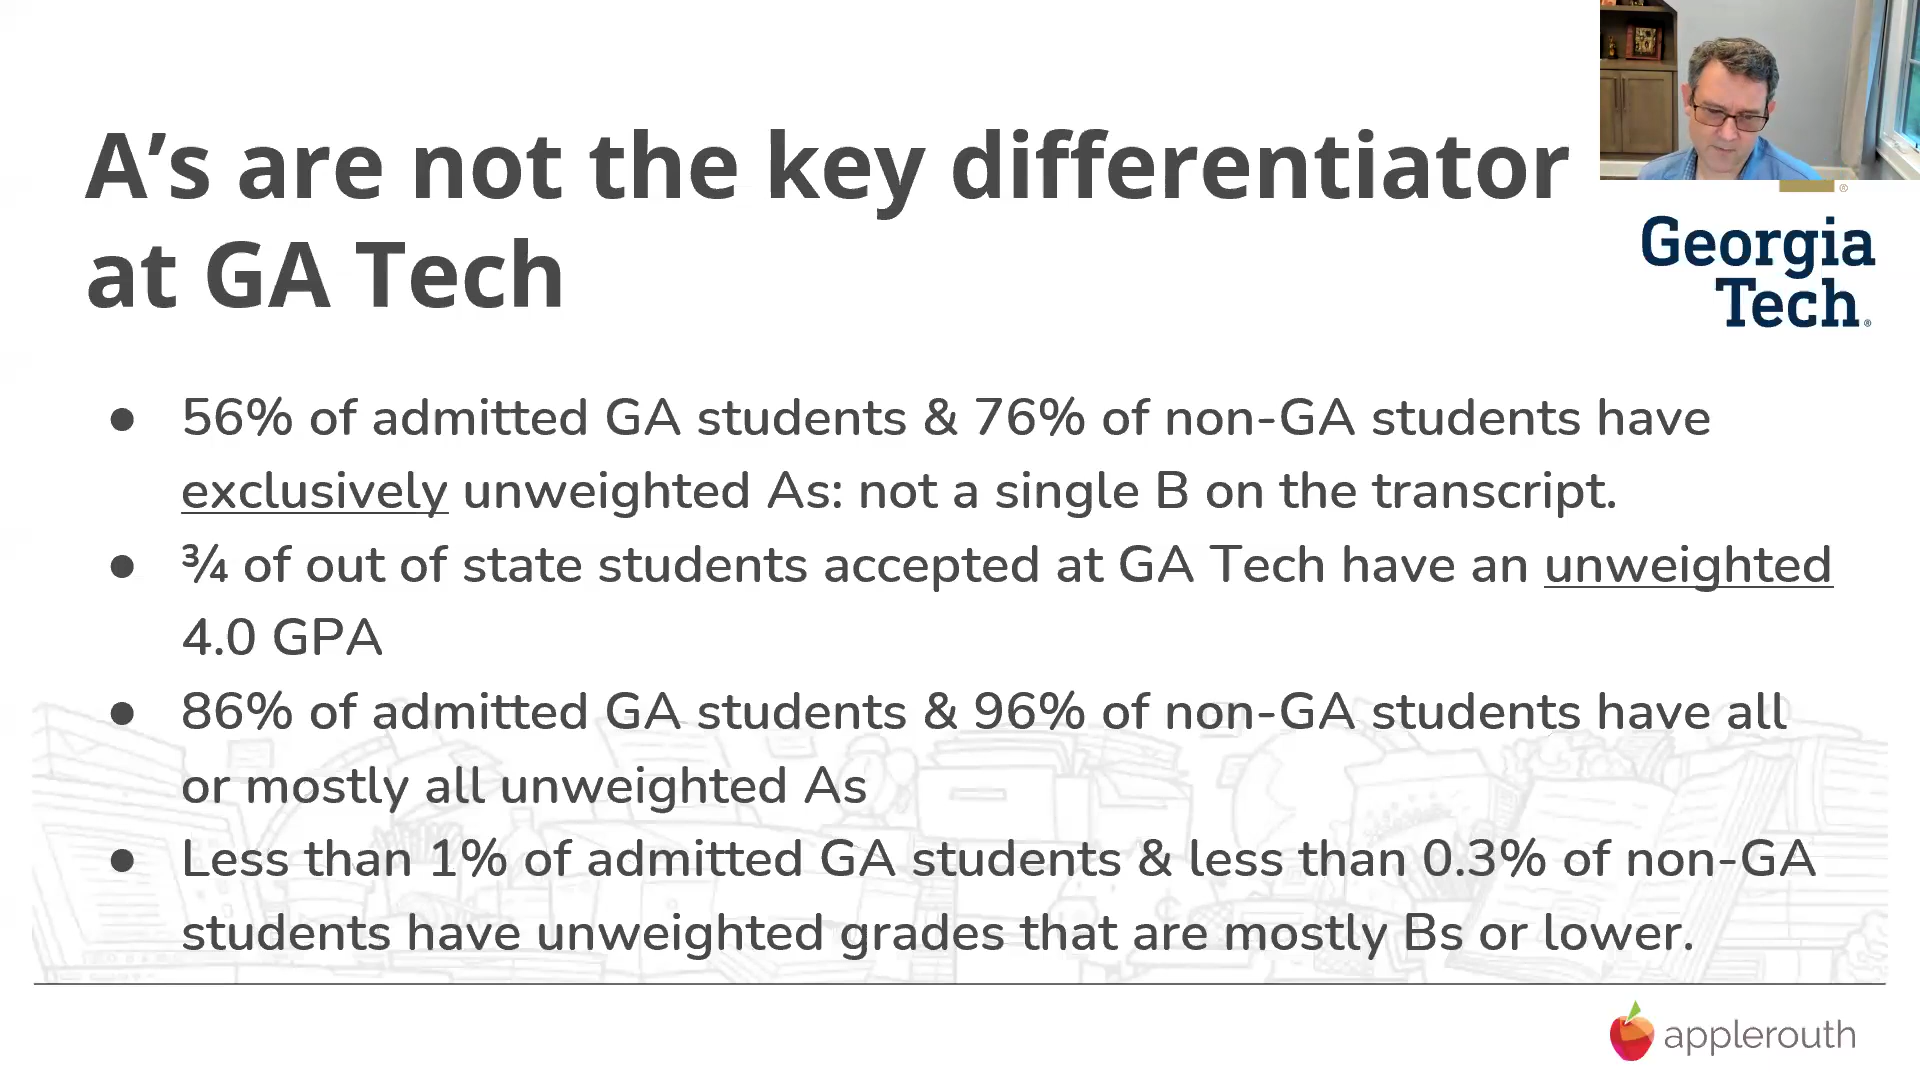 A’s are not the key differentiator
at GA Tech
®
Georgia
Tech®
● 56% of admitted GA students & 76% of non-GA students have
exclusively unweighted As: not a single B on the transcript.
● ¾ of out of state students accepted at GA Tech have an unweighted
4.0 GPA
● 86% of admitted GA students & 96% of non-GA students have all
or mostly all unweighted As
● Less than 1% of admitted GA students & less than 0.3% of non-GA
students have unweighted grades that are mostly Bs or lower.
applerouth